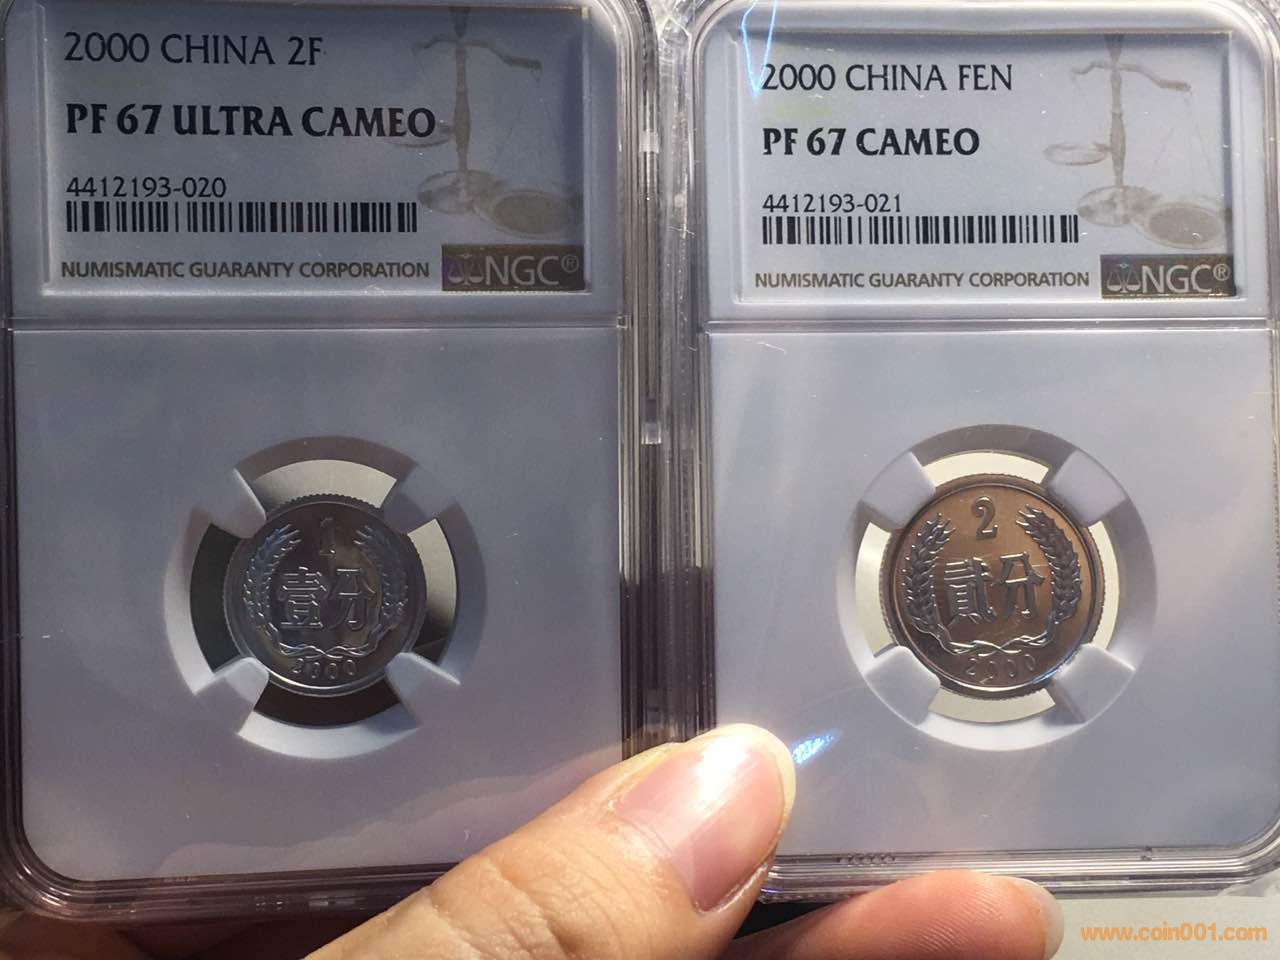 2000 CHINA 2F
PF 67 ULTRA CAMEO
4412193-020
NUMISMATIC GUARANTY CORPORATION
NGC®
1
壹分
2000
2000 CHINA FEN
PF 67 CAMEO
4412193-021
NUMISMATIC GUARANTY CORPORATION
NGC®
2
貳分
2000
www.coin001.com